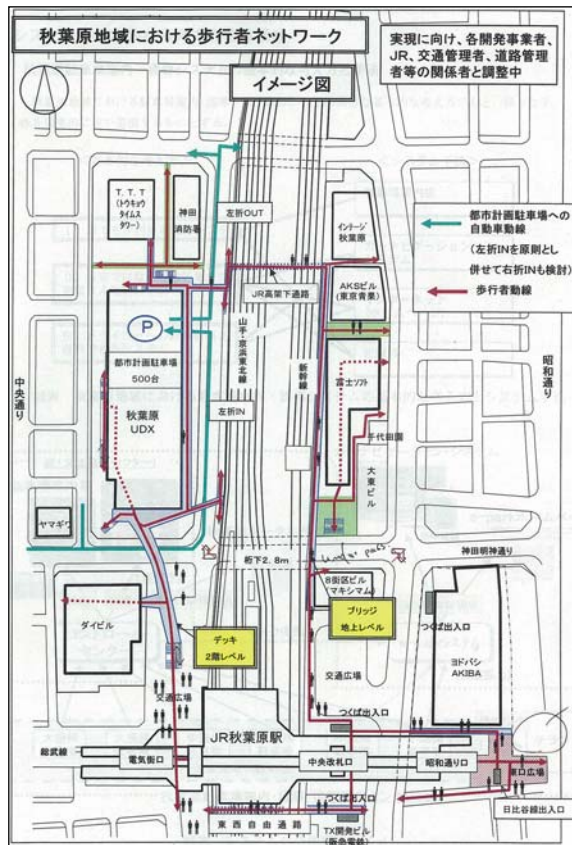 秋葉原地域における歩行者ネットワーク
イメージ図
実現に向け、各開発事業者、
JR、交通管理者、道路管理
者等の関係者と調整中
T. T. T
(トウキョウ
タイムス
タワー)
神田
消防署
左折OUT
インテージ
秋葉原
都市計画駐車場への
自動車動線
(左折INを原則とし
併せて右折INも検討)
歩行者動線
JR高架下通路
AKSビル
(東京青果)
P
都市計画駐車場
500台
秋葉原
UDX
左折IN
山手・京浜東北線
新幹線
富士ソフト
千代田園
大東ビル
中央通り
昭和通り
ヤマギワ
桁下2.8m
under pass.
神田明神通り
8街区ビル
(マキシマム)
つくば出入口
ブリッジ
地上レベル
ダイビル
デッキ
2階レベル
ヨドバシ
AKIBA
交通広場
交通広場
つくば出入口
JR秋葉原駅
総武線
電気街口
中央改札口
昭和通り口
東口広場
つくば出入口
日比谷線出入口
東西自由通路
TX開発ビル
(阪急電鉄)